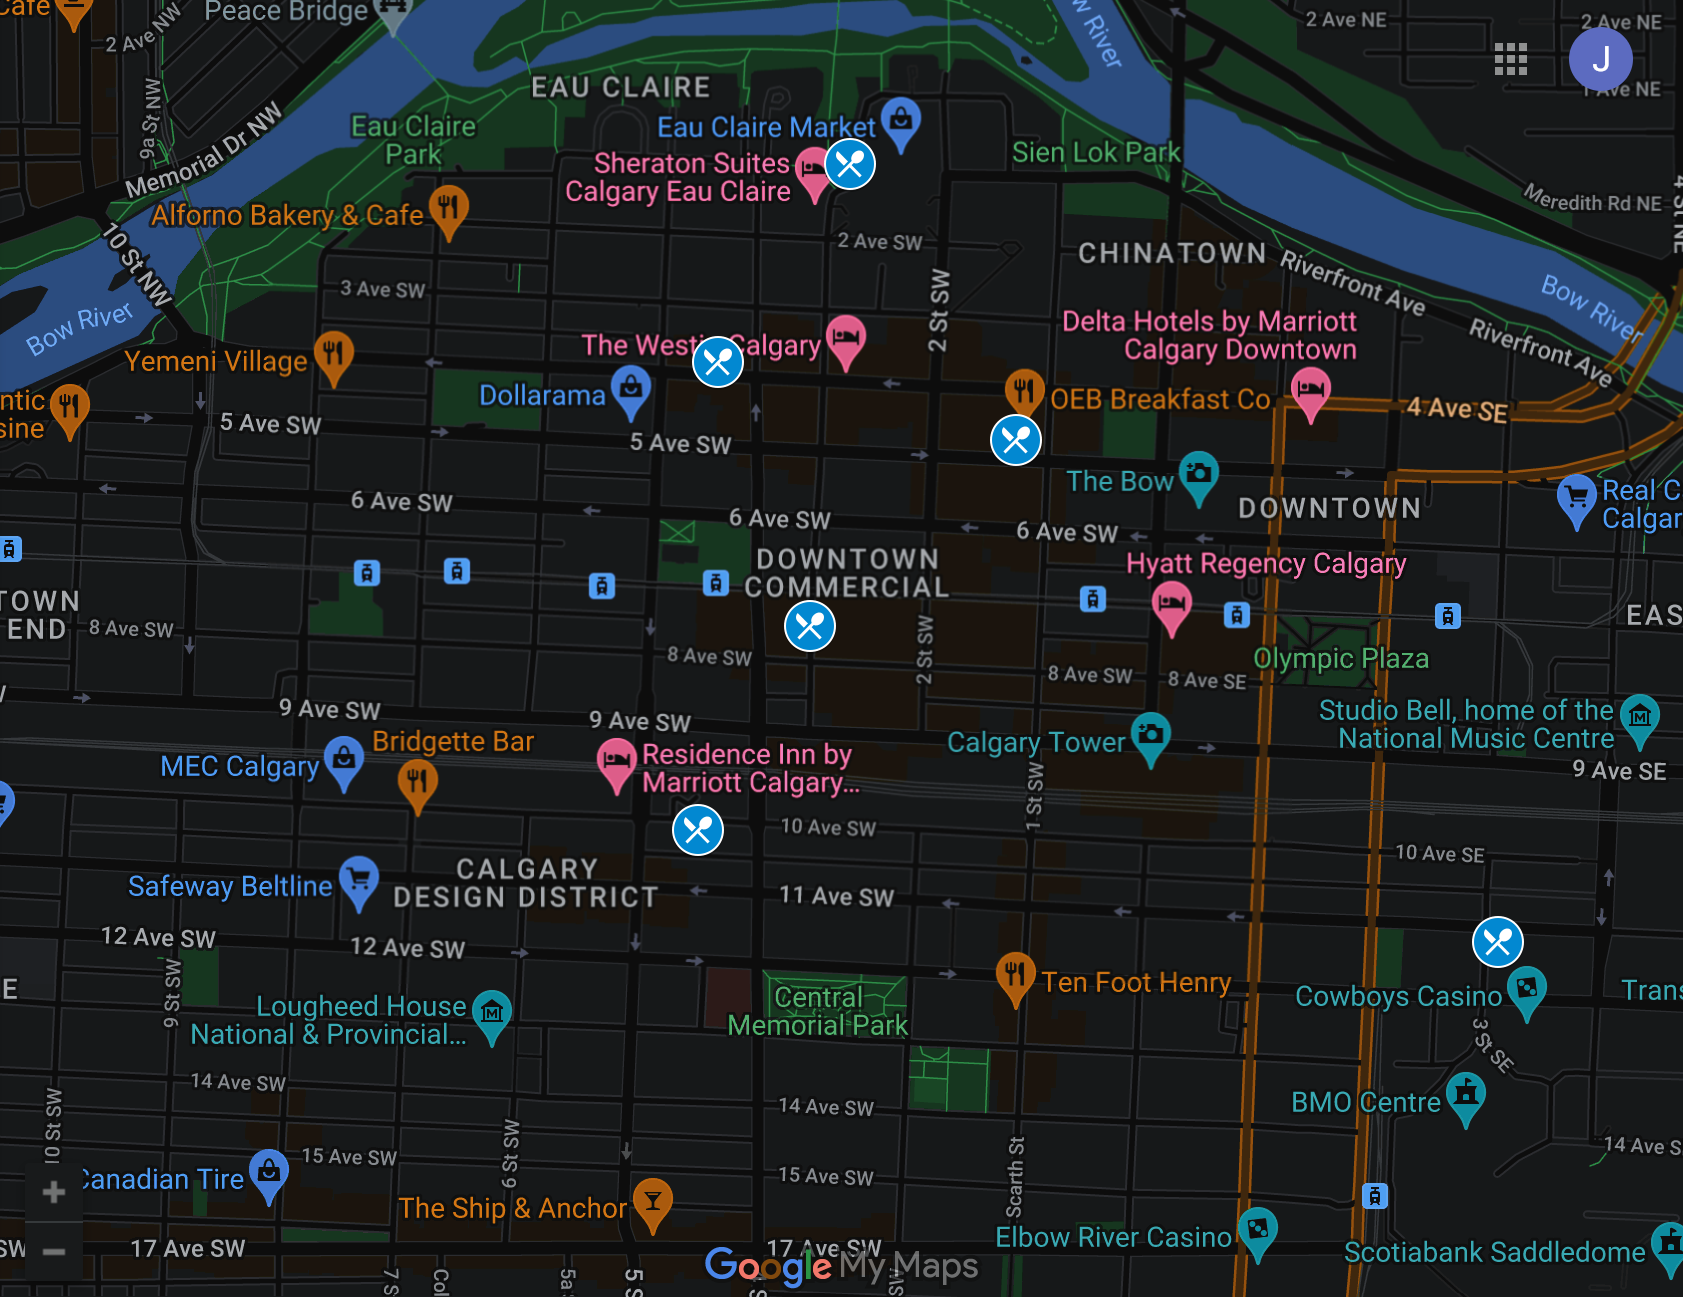 Cafe
2 Ave NW
Peace Bridge
Bow River
2 Ave NE
2 Ave NE
J
1 Ave NE
9a St NW
Memorial Dr NW
EAU CLAIRE
Eau Claire
Park
Eau Claire Market
Sheraton Suites
Calgary Eau Claire
Sien Lok Park
Meredith Rd NE
4 St NE
Alforno Bakery & Cafe
10 St NW
2 Ave SW
CHINATOWN
Riverfront Ave
Bow River
3 Ave SW
2 St SW
Bow River
Delta Hotels by Marriott
Calgary Downtown
Riverfront Ave
Yemeni Village
The Westin Calgary
Dollarama
OEB Breakfast Co
4 Ave SE
ntic
sine
5 Ave SW
5 Ave SW
The Bow
DOWNTOWN
Real C
Calgar
6 Ave SW
6 Ave SW
6 Ave SW
DOWNTOWN
COMMERCIAL
Hyatt Regency Calgary
TOWN
END
8 Ave SW
8 Ave SW
2 St SW
8 Ave SW
8 Ave SE
Olympic Plaza
EAS
W
9 Ave SW
9 Ave SW
Studio Bell, home of the
National Music Centre
Bridgette Bar
MEC Calgary
Residence Inn by
Marriott Calgary...
Calgary Tower
1 St SW
9 Ave SE
10 Ave SW
10 Ave SE
CALGARY
DESIGN DISTRICT
Safeway Beltline
11 Ave SW
12 Ave SW
12 Ave SW
9 St SW
E
Central
Memorial Park
Ten Foot Henry
Cowboys Casino
Trans
Lougheed House
National & Provincial...
3 St SE
14 Ave SW
10 St SW
14 Ave SW
BMO Centre
14 Ave S
15 Ave SW
6 St SW
15 Ave SW
Scarth St
+
Canadian Tire
The Ship & Anchor
Elbow River Casino
Scotiabank Saddledome
−
SW
17 Ave SW
17 Ave SW
Google My Maps
7 S
Col
5a S
5 S